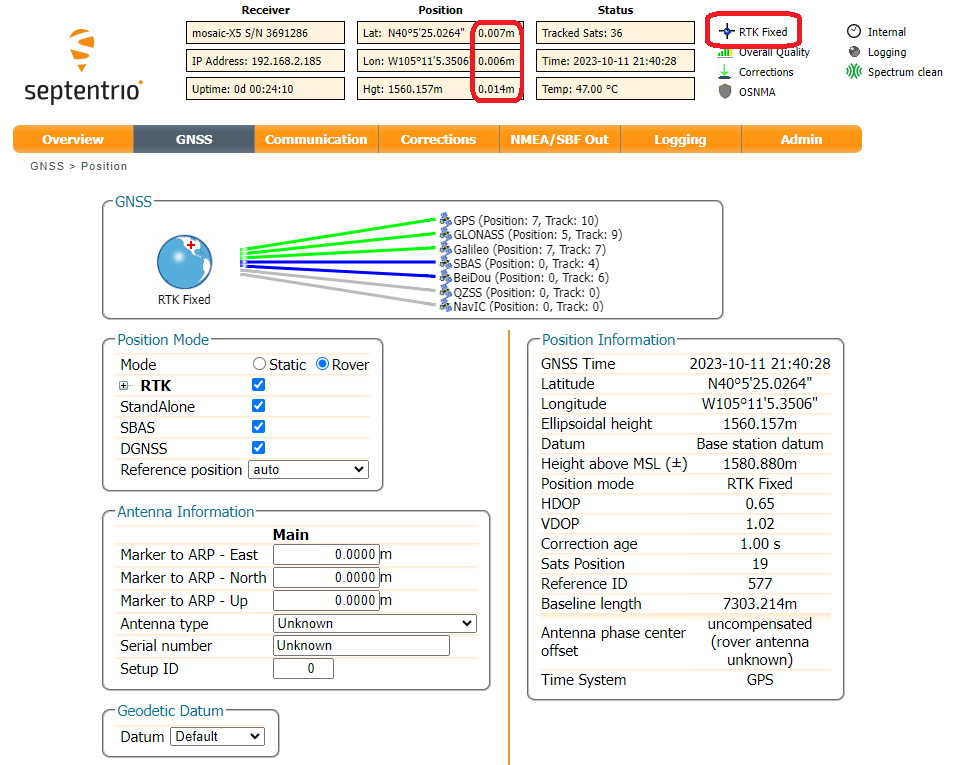 septentrio
Receiver
mosaic-X5 S/N 3691286
IP Address: 192.168.2.185
Uptime: 0d 00:24:10
Position
Lat: N40°5'25.0264" 0.007m
Lon: W105°11'5.3506 0.006m
Hgt: 1560.157m 0.014m
Status
Tracked Sats: 36
Time: 2023-10-11 21:40:28
Temp: 47.00 °C
RTK Fixed
Overall Quality
Corrections
OSNMA
Internal
Logging
Spectrum clean
Overview GNSS Communication Corrections NMEA/SBF Out Logging Admin
GNSS > Position
GNSS
RTK Fixed
GPS (Position: 7, Track: 10)
GLONASS (Position: 5, Track: 9)
Galileo (Position: 7, Track: 7)
SBAS (Position: 0, Track: 4)
BeiDou (Position: 0, Track: 6)
QZSS (Position: 0, Track: 0)
NavIC (Position: 0, Track: 0)
Position Mode
Mode Static Rover
RTK
StandAlone
SBAS
DGNSS
Reference position auto
Antenna Information
Main
Marker to ARP - East 0.0000 m
Marker to ARP - North 0.0000 m
Marker to ARP - Up 0.0000 m
Antenna type Unknown
Serial number Unknown
Setup ID 0
Geodetic Datum
Datum Default
Position Information
GNSS Time 2023-10-11 21:40:28
Latitude N40°5'25.0264"
Longitude W105°11'5.3506"
Ellipsoidal height 1560.157m
Datum Base station datum
Height above MSL (±) 1580.880m
Position mode RTK Fixed
HDOP 0.65
VDOP 1.02
Correction age 1.00 s
Sats Position 19
Reference ID 577
Baseline length 7303.214m
Antenna phase center offset uncompensated
(rover antenna
unknown)
Time System GPS